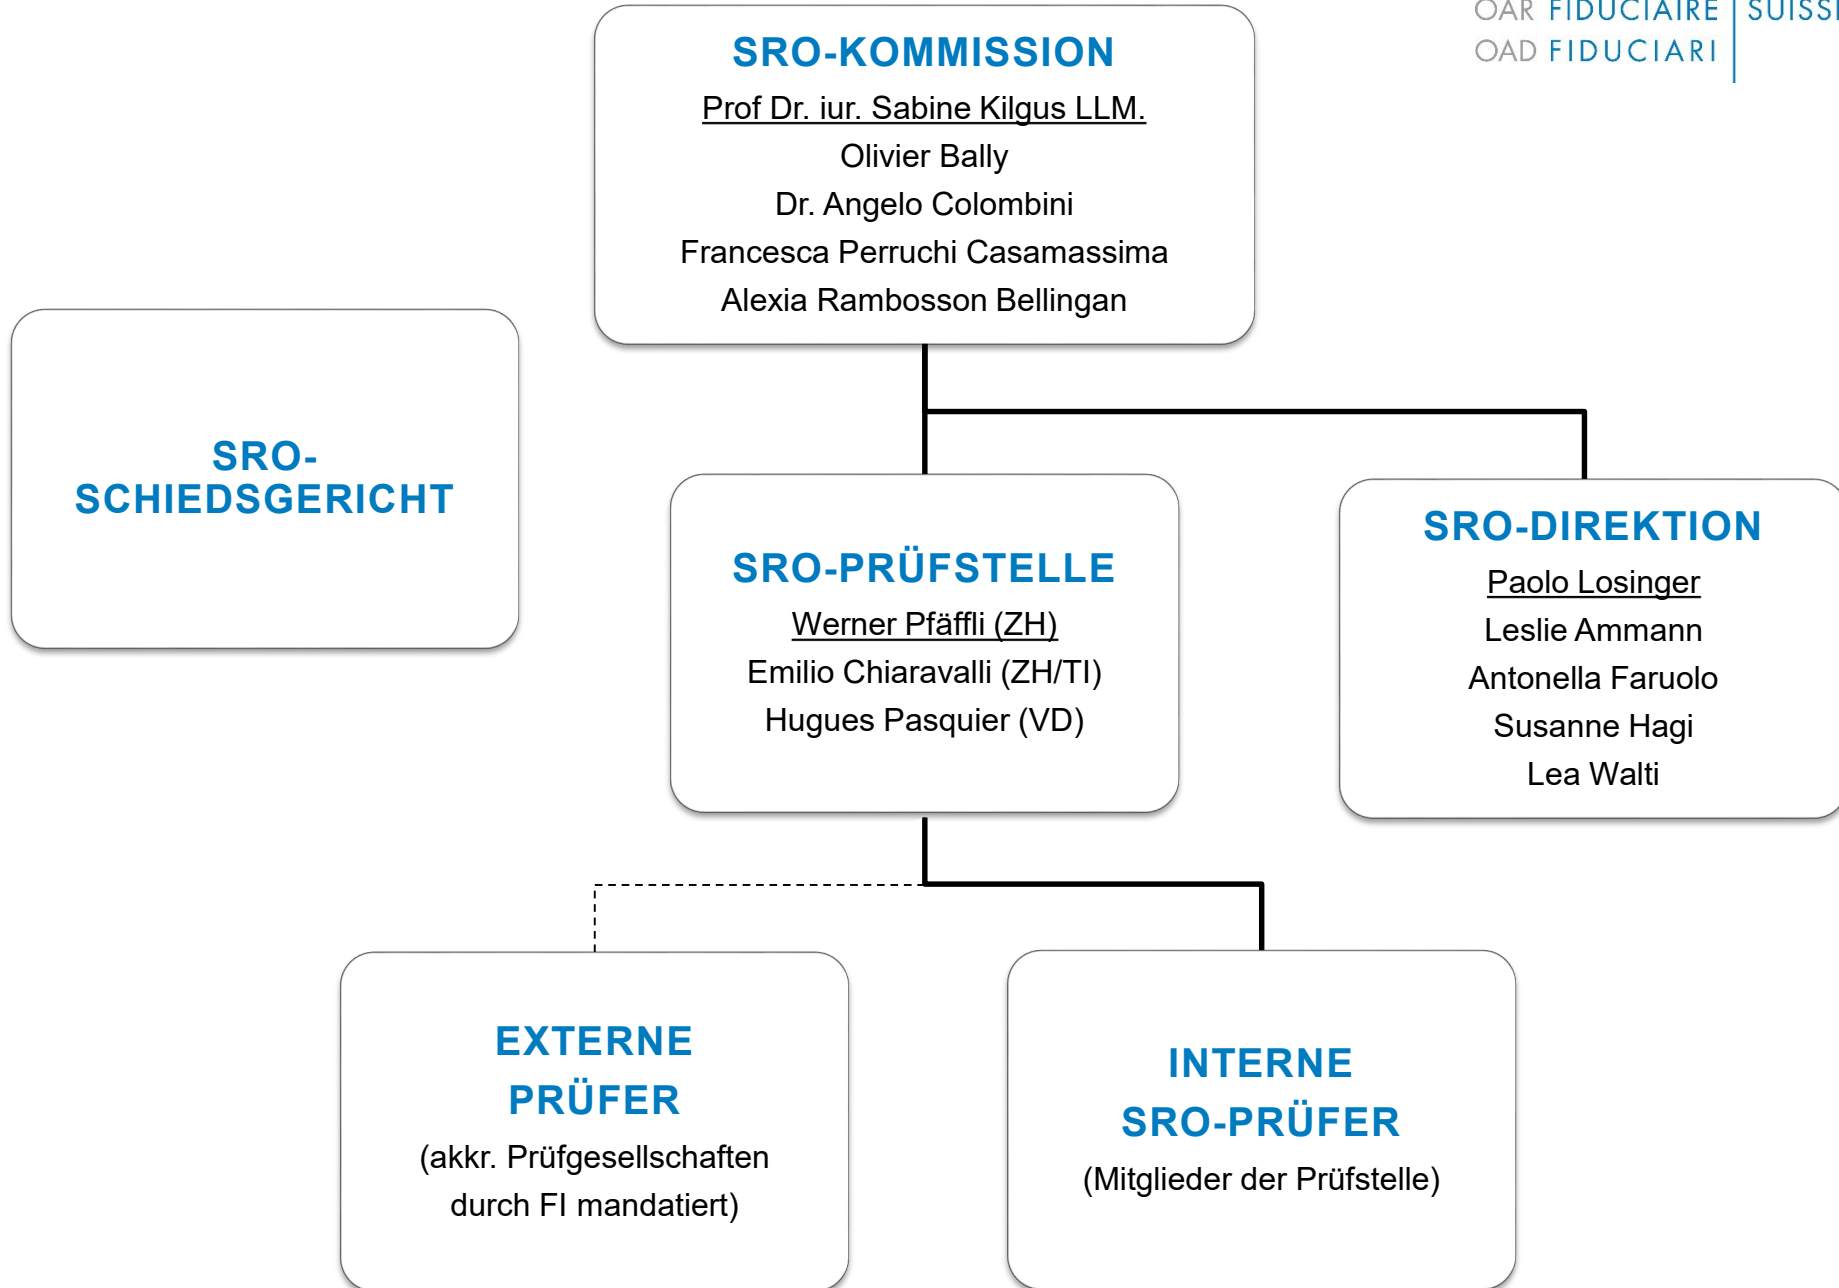 OAR FIDUCIAIRE SUISSE
OAD FIDUCIARI
SRO-KOMMISSION
Prof Dr. iur. Sabine Kilgus LLM.
Olivier Bally
Dr. Angelo Colombini
Francesca Perruchi Casamassima
Alexia Rambosson Bellingan
SRO-
SCHIEDSGERICHT
SRO-PRÜFSTELLE
Werner Pfäffli (ZH)
Emilio Chiaravalli (ZH/TI)
Hugues Pasquier (VD)
SRO-DIREKTION
Paolo Losinger
Leslie Ammann
Antonella Faruolo
Susanne Hagi
Lea Walti
EXTERNE
PRÜFER
(akkr. Prüfgesellschaften
durch FI mandatiert)
INTERNE
SRO-PRÜFER
(Mitglieder der Prüfstelle)